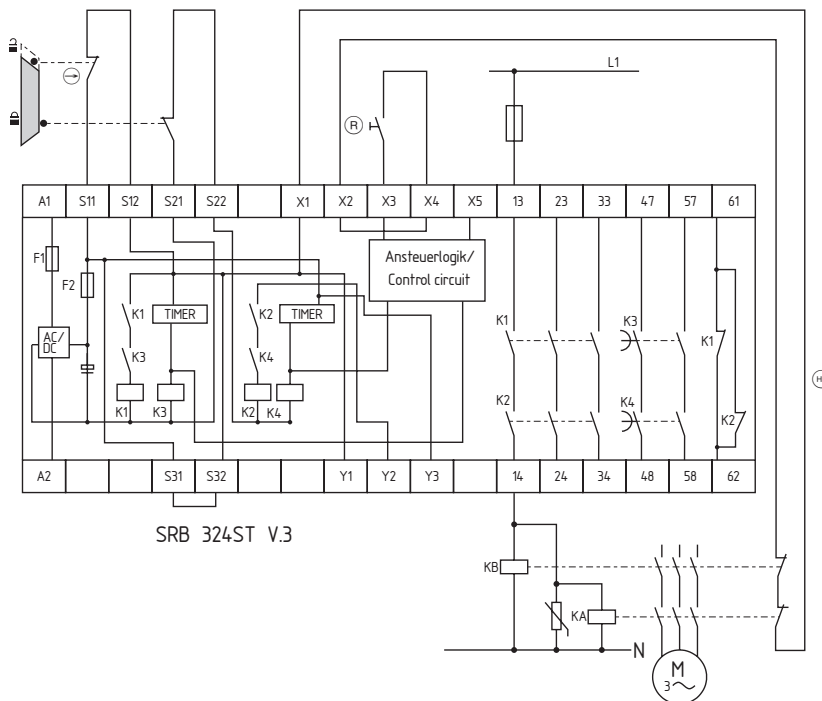 L1
R
A1 S11 S12 S21 S22 X1 X2 X3 X4 X5 13 23 33 47 57 61
F1
Ansteuerlogik/
Control circuit
F2
K1 TIMER K2 TIMER
K1 K3 K1
AC/
DC
K3 K4
H
K1 K3 K2 K4
K2 K4 K2
A2 S31 S32 Y1 Y2 Y3 14 24 34 48 58 62
SRB 324ST V.3
KB
KA
N
M
3~